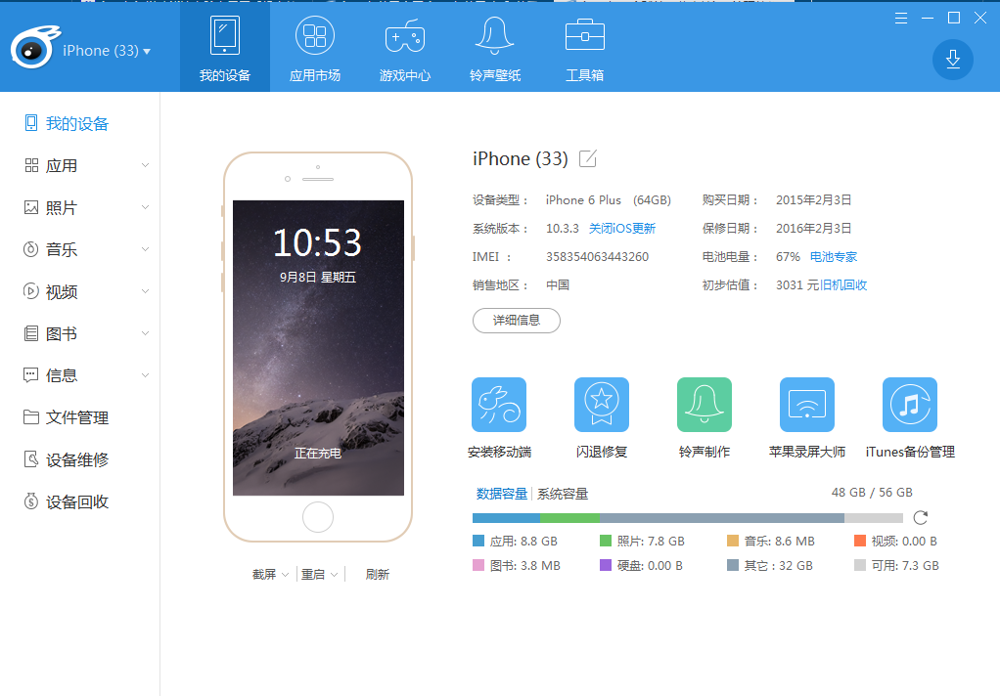 iPhone (33)
我的设备
应用市场
游戏中心
铃声壁纸
工具箱
我的设备
应用
照片
音乐
视频
图书
信息
文件管理
设备维修
设备回收
10:53
9月8日 星期五
正在充电
截屏
重启
刷新
iPhone (33)
设备类型： iPhone 6 Plus (64GB) 购买日期： 2015年2月3日
系统版本： 10.3.3 关闭iOS更新 保修日期： 2016年2月3日
IMEI ： 358354063443260 电池电量： 67% 电池专家
销售地区： 中国 初步估值： 3031 元旧机回收
详细信息
安装移动端
闪退修复
铃声制作
苹果录屏大师
iTunes备份管理
数据容量 系统容量 48 GB / 56 GB
应用: 8.8 GB 照片: 7.8 GB 音乐: 8.6 MB 视频: 0.00 B
图书: 3.8 MB 硬盘: 0.00 B 其它 : 32 GB 可用: 7.3 GB